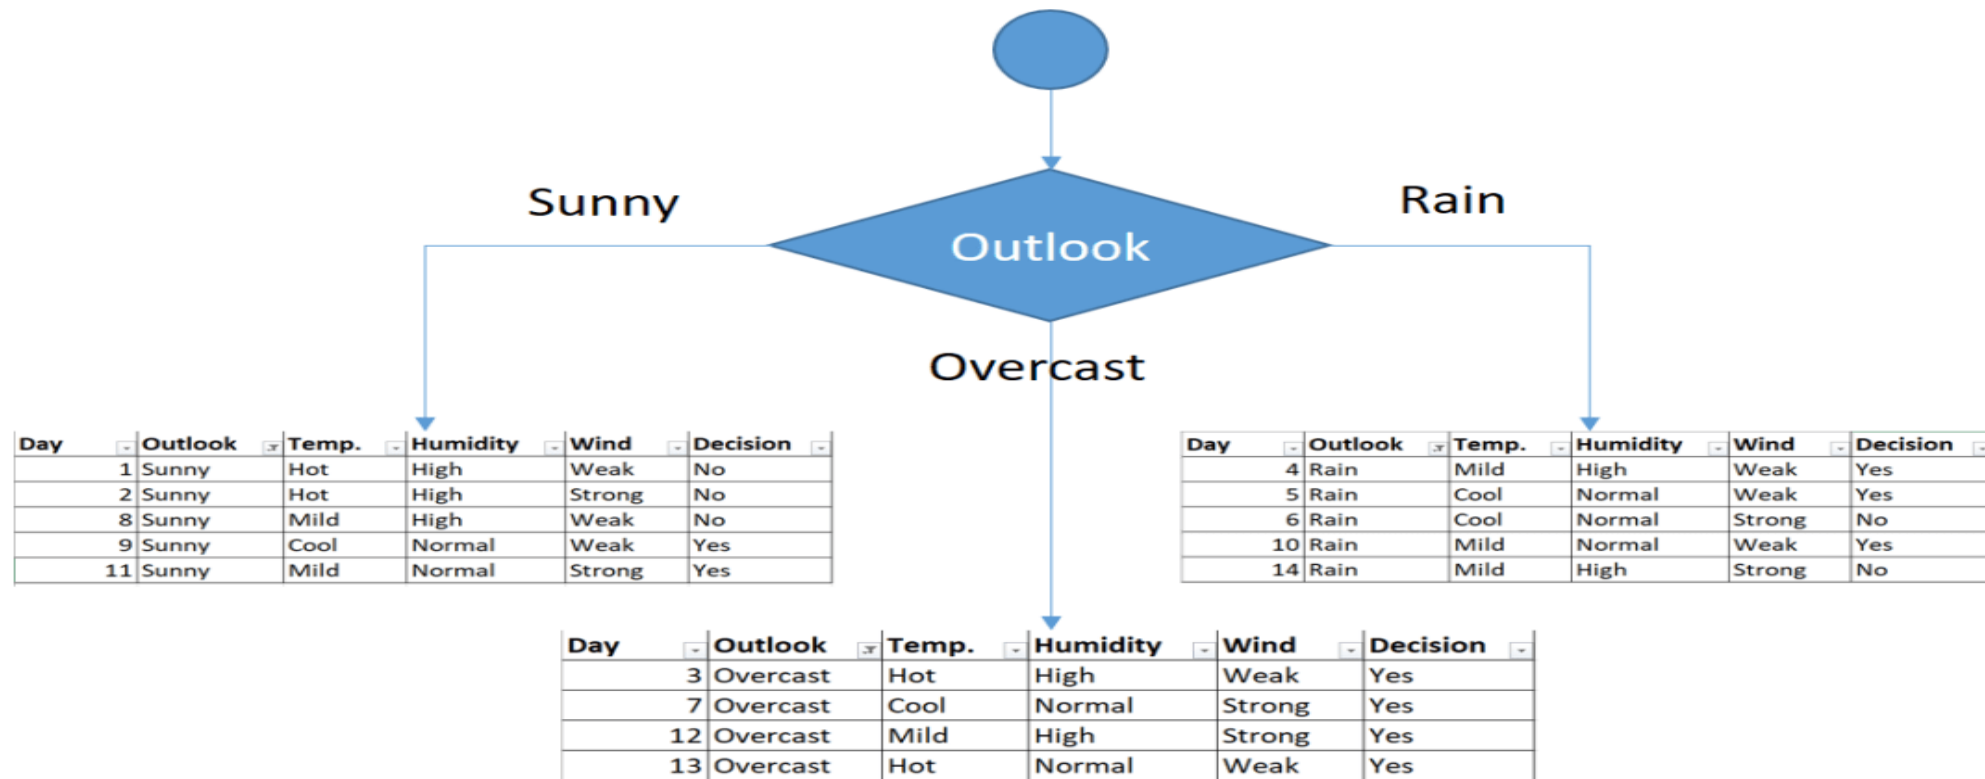 Sunny
Rain
Outlook
Overcast
Day Outlook Temp. Humidity Wind Decision
1 Sunny Hot High Weak No
2 Sunny Hot High Strong No
8 Sunny Mild High Weak No
9 Sunny Cool Normal Weak Yes
11 Sunny Mild Normal Strong Yes
Day Outlook Temp. Humidity Wind Decision
4 Rain Mild High Weak Yes
5 Rain Cool Normal Weak Yes
6 Rain Cool Normal Strong No
10 Rain Mild Normal Weak Yes
14 Rain Mild High Strong No
Day Outlook Temp. Humidity Wind Decision
3 Overcast Hot High Weak Yes
7 Overcast Cool Normal Strong Yes
12 Overcast Mild High Strong Yes
13 Overcast Hot Normal Weak Yes